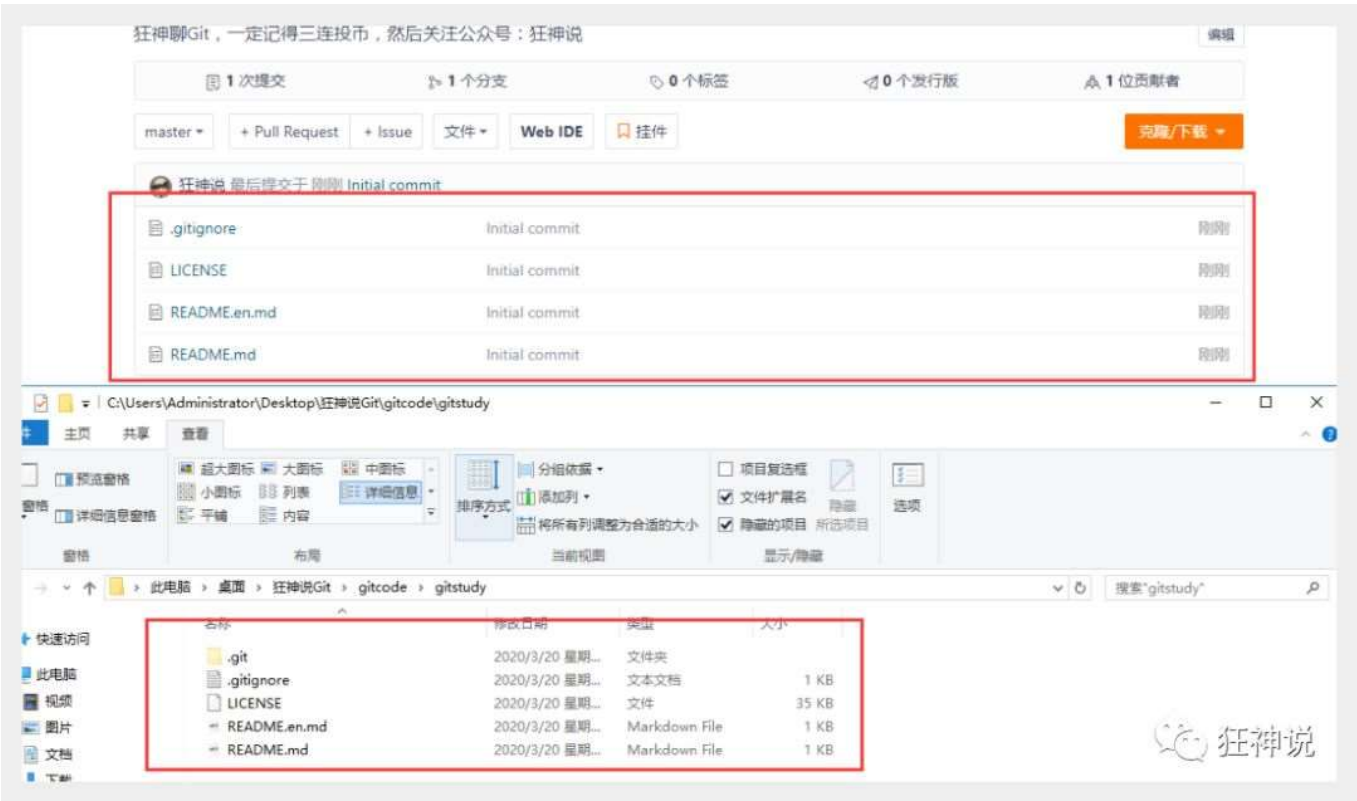 狂神聊Git，一定记得三连投币，然后关注公众号：狂神说 编辑
1 次提交 1 个分支 0 个标签 0 个发行版 1 位贡献者
master + Pull Request + Issue 文件 Web IDE 挂件 克隆/下载
狂神说 最后提交于 刚刚 Initial commit
.gitignore Initial commit 刚刚
LICENSE Initial commit 刚刚
README.en.md Initial commit 刚刚
README.md Initial commit 刚刚
C:\Users\Administrator\Desktop\狂神说Git\gitcode\gitstudy
主页 共享 查看
预览窗格 超大图标 大图标 中图标 分组依据 项目复选框
窗格 详细信息窗格 小图标 列表 详细信息 排序方式 添加列 文件扩展名 隐藏 选项
平铺 内容 将所有列调整为合适的大小 隐藏的项目 所选项目
窗格 布局 当前视图 显示/隐藏
此电脑 › 桌面 › 狂神说Git › gitcode › gitstudy 搜索"gitstudy"
名称 修改日期 类型 大小
快速访问
.git 2020/3/20 星期... 文件夹
此电脑
.gitignore 2020/3/20 星期... 文本文档 1 KB
视频
LICENSE 2020/3/20 星期... 文件 35 KB
图片
README.en.md 2020/3/20 星期... Markdown File 1 KB
文档
README.md 2020/3/20 星期... Markdown File 1 KB
下载
狂神说